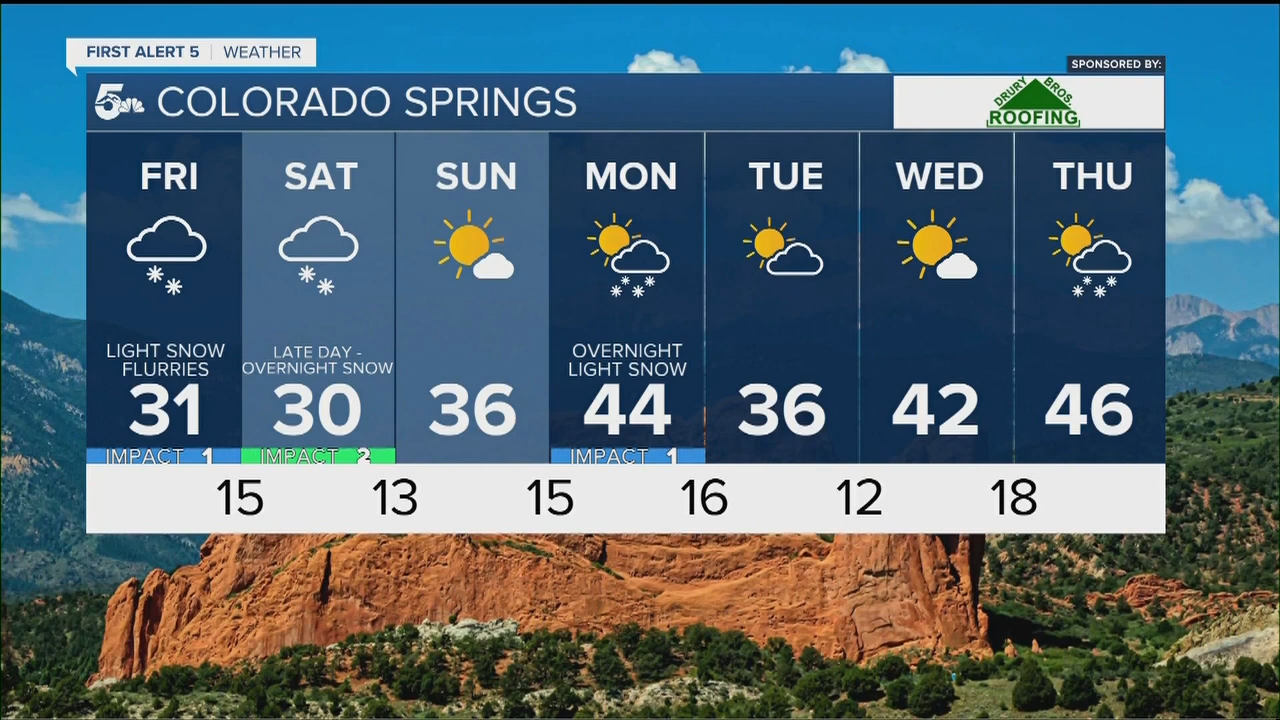 FIRST ALERT 5 | WEATHER
SPONSORED BY:
5 COLORADO SPRINGS
DRURY BROS.
ROOFING
FRI SAT SUN MON TUE WED THU
LIGHT SNOW FLURRIES
LATE DAY - OVERNIGHT SNOW
OVERNIGHT LIGHT SNOW
31 30 36 44 36 42 46
IMPACT 1 IMPACT 2 IMPACT 1
15 13 15 16 12 18